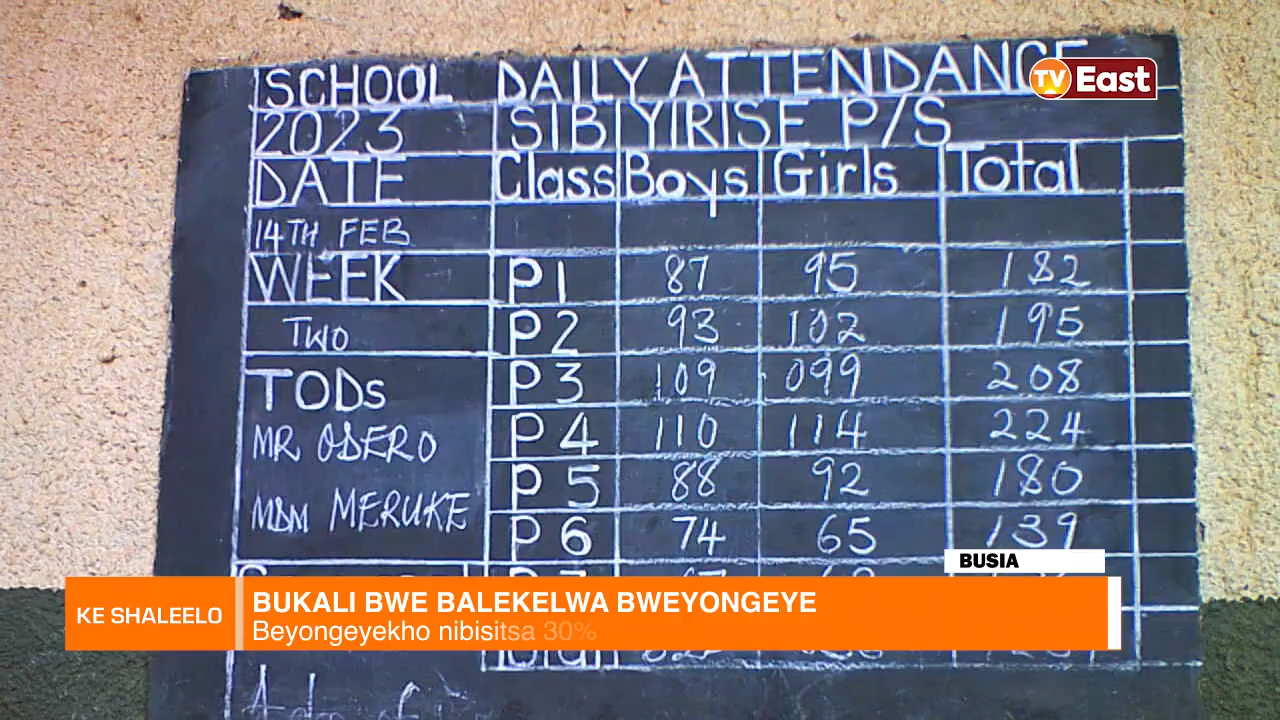 SCHOOL DAILY ATTENDANCE
TV East
2023 SIBIYIRISE P/S
DATE Class Boys Girls Total
14TH FEB
WEEK P1 87 95 182
TWO P2 93 102 195
TODs P3 109 099 208
MR ODERO P4 110 114 224
P5 88 92 180
MDM MERUKE P6 74 65 139
BUSIA
KE SHALEELO
BUKALI BWE BALEKELWA BWEYONGEYE
Beyongeyekho nibisitsa 30%
Total